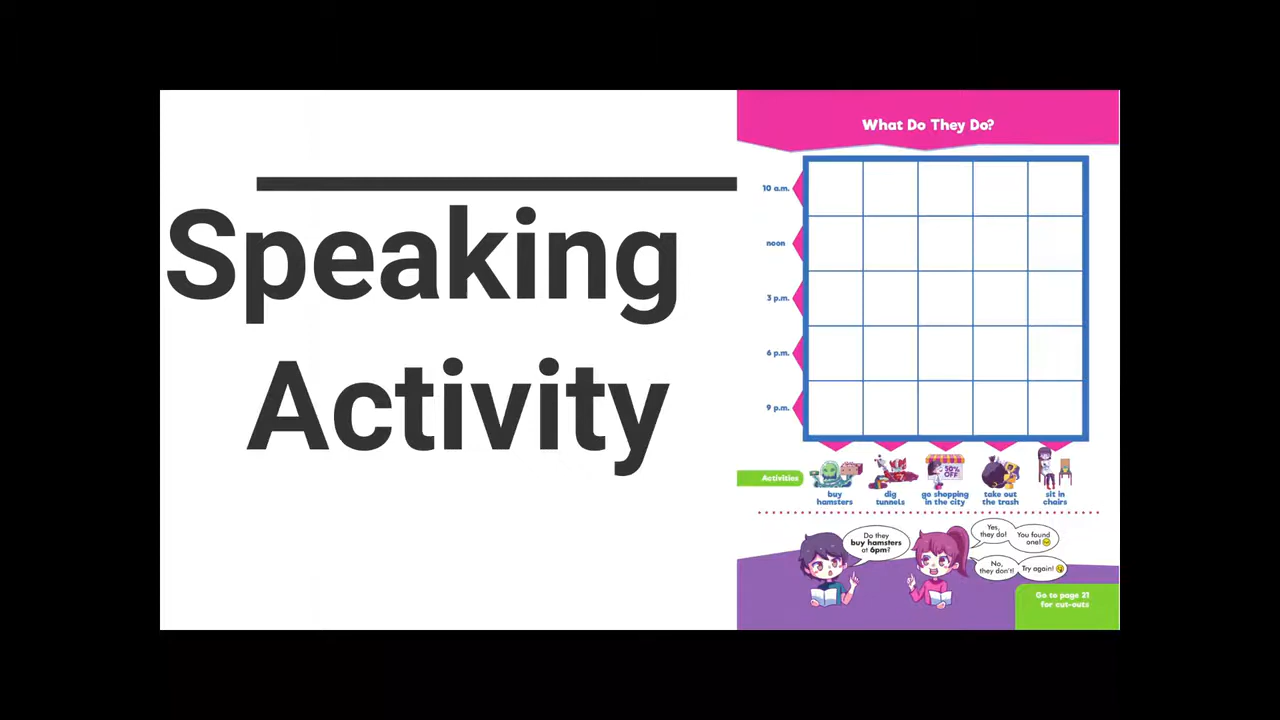 Speaking
Activity
What Do They Do?
10 a.m.
noon
3 p.m.
6 p.m.
9 p.m.
Activities
50%
OFF
buy
hamsters
dig
tunnels
go shopping
in the city
take out
the trash
sit in
chairs
Do they
buy hamsters
at 6pm?
Yes,
they do!
You found
one!
No,
they don't!
Try again!
Go to page 21
for cut-outs